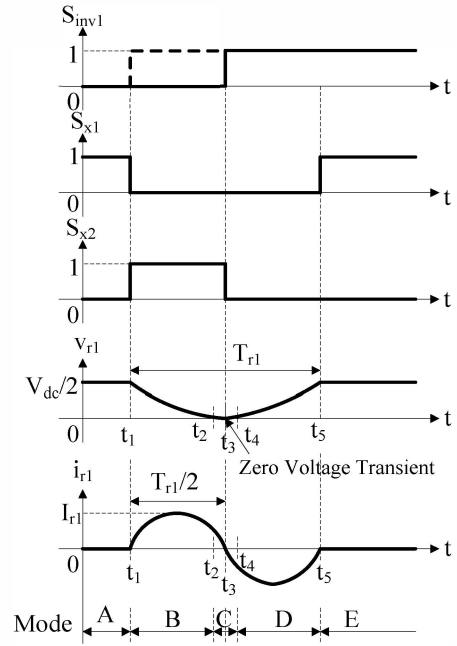 S_inv1
1
0
t
S_x1
1
0
t
S_x2
1
0
t
v_r1
T_r1
V_dc/2
0
t_1 t_2 t_3 t_4 t_5
t
Zero Voltage Transient
i_r1
T_r1/2
I_r1
0
t_1 t_2 t_3 t_4 t_5
t
Mode A B C D E